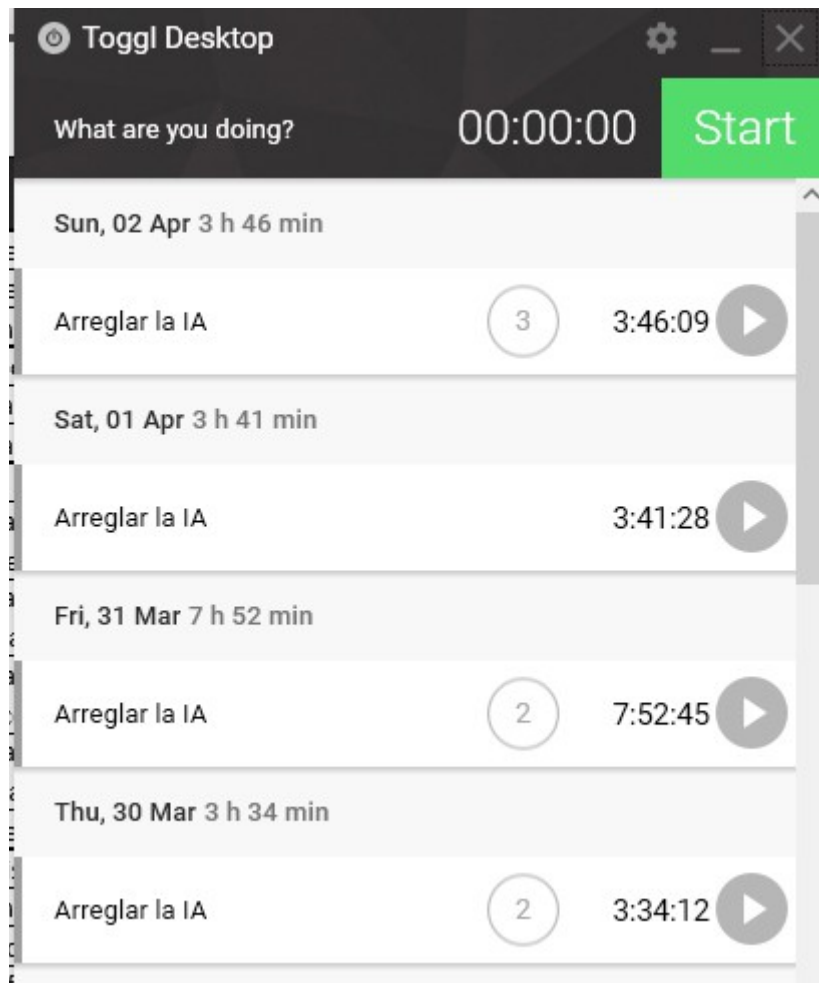 Toggl Desktop
What are you doing? 00:00:00 Start
Sun, 02 Apr 3 h 46 min
Arreglar la IA 3 3:46:09
Sat, 01 Apr 3 h 41 min
Arreglar la IA 3:41:28
Fri, 31 Mar 7 h 52 min
Arreglar la IA 2 7:52:45
Thu, 30 Mar 3 h 34 min
Arreglar la IA 2 3:34:12